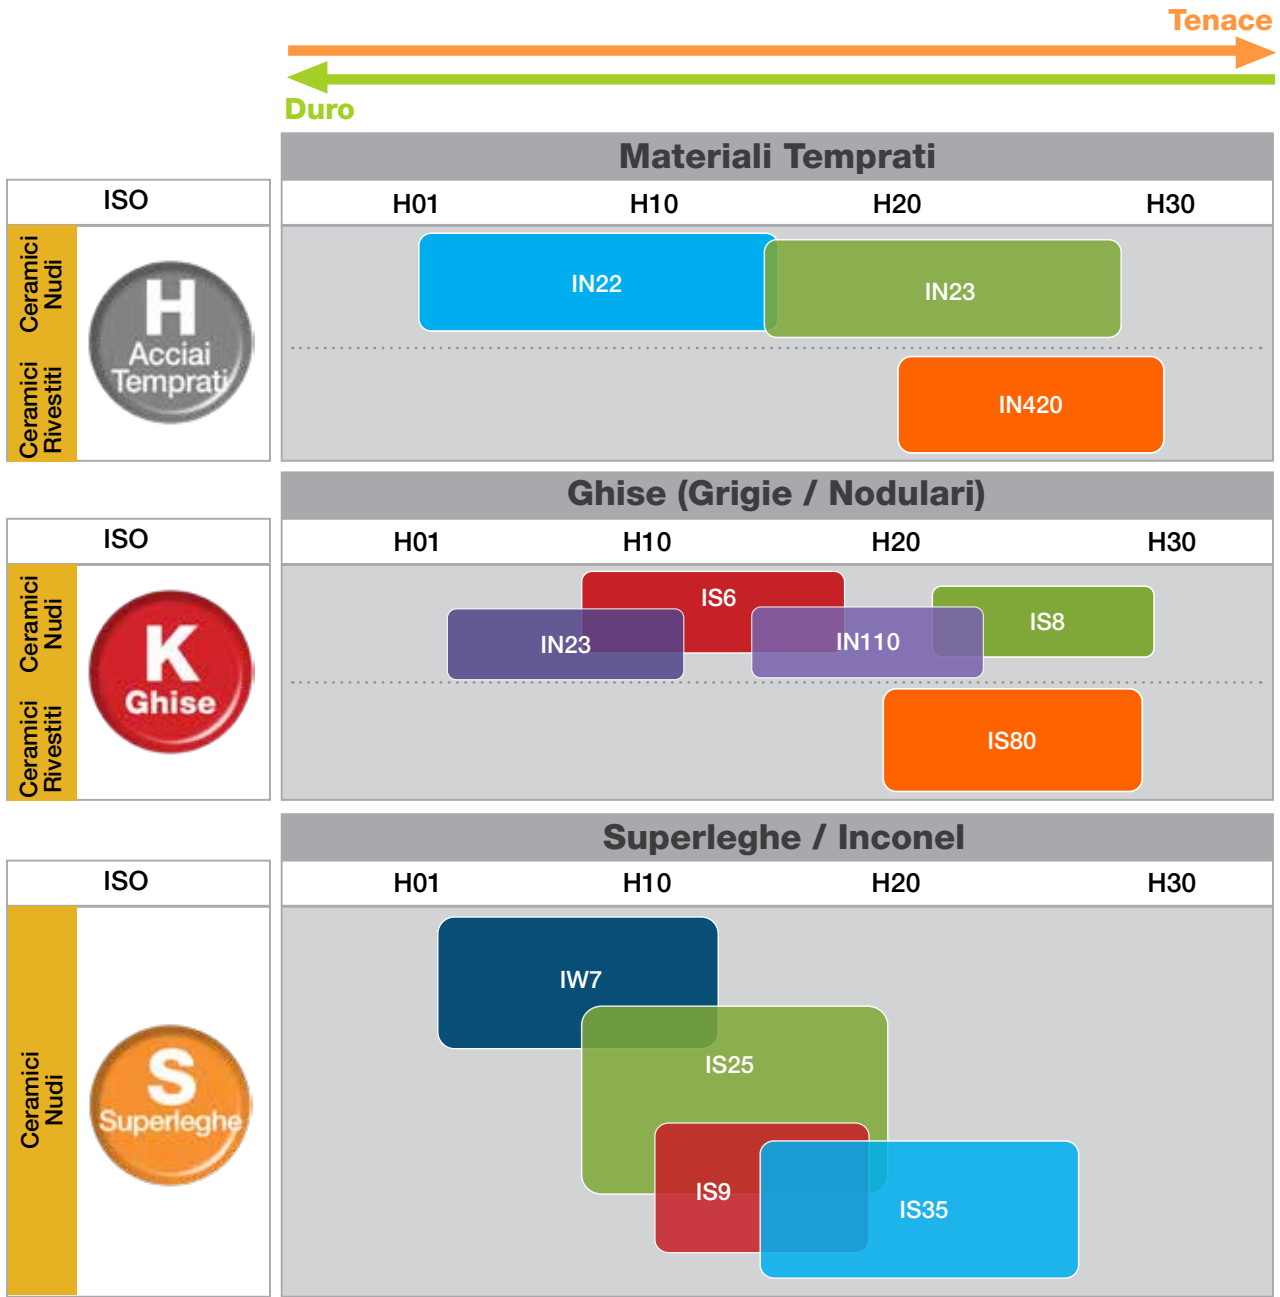 Tenace
Duro
Materiali Temprati
ISO
H01 H10 H20 H30
Ceramici
Nudi
H
Acciai
Temprati
IN22
IN23
Ceramici
Rivestiti
IN420
Ghise (Grigie / Nodulari)
ISO
H01 H10 H20 H30
Ceramici
Nudi
K
Ghise
IS6
IN23
IN110
IS8
Ceramici
Rivestiti
IS80
Superleghe / Inconel
ISO
H01 H10 H20 H30
Ceramici
Nudi
S
Superleghe
IW7
IS25
IS9
IS35